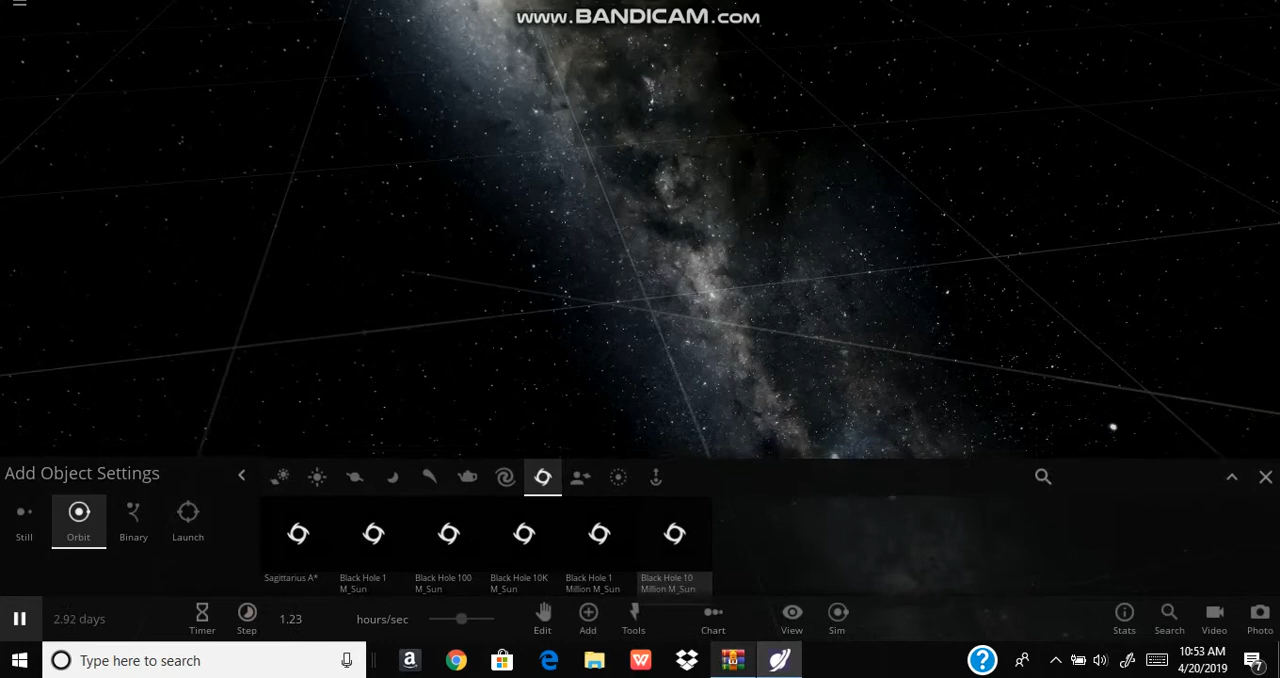 www.BANDICAM.com
Add Object Settings
Still
Orbit
Binary
Launch
Sagittarius A*
Black Hole 1
M_Sun
Black Hole 100
M_Sun
Black Hole 10K
M_Sun
Black Hole 1
Million M_Sun
Black Hole 10
Million M_Sun
2.92 days
Timer
Step
1.23
hours/sec
Edit
Add
Tools
Chart
View
Sim
Stats
Search
Video
Photo
Type here to search
a
W
?
10:53 AM
4/20/2019
7